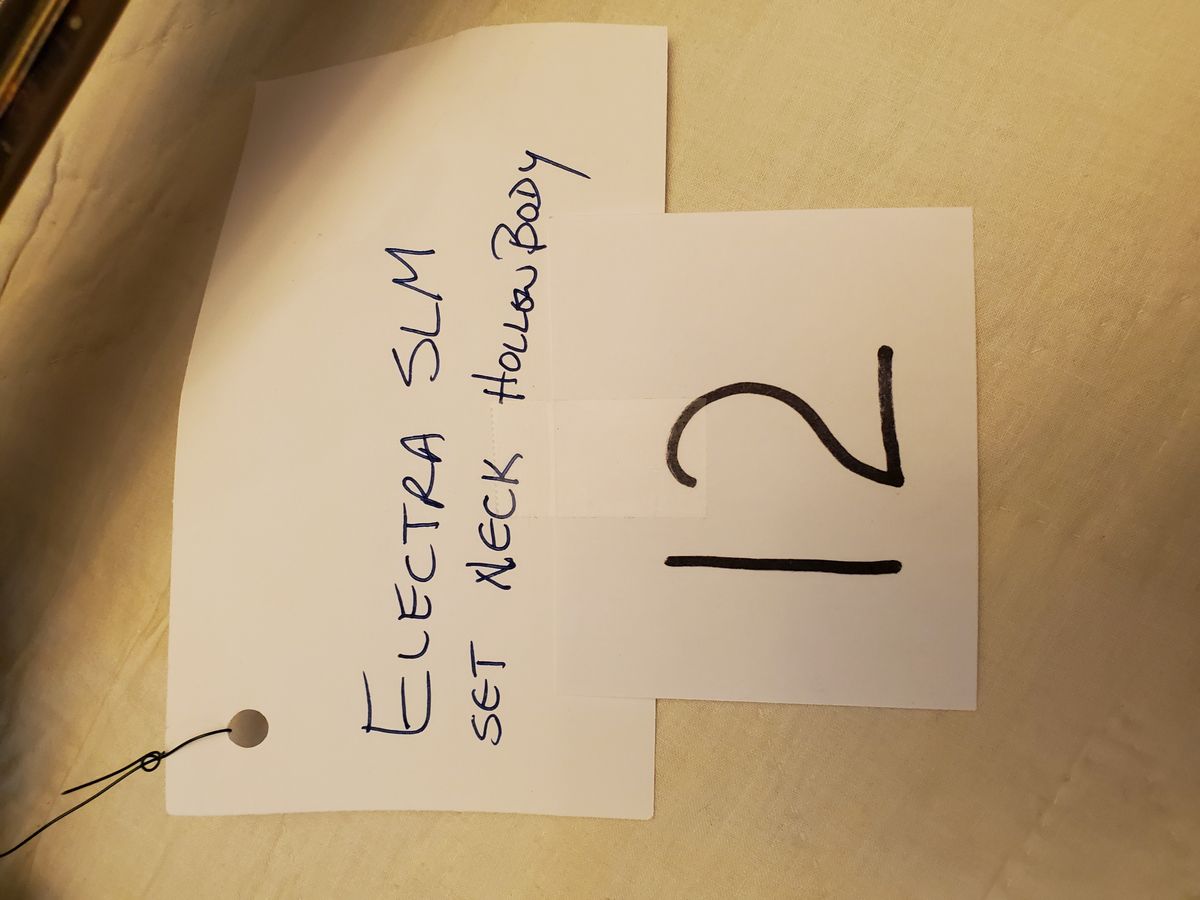 ELECTRA SLM
SET NECK HOLLOW BODY
12